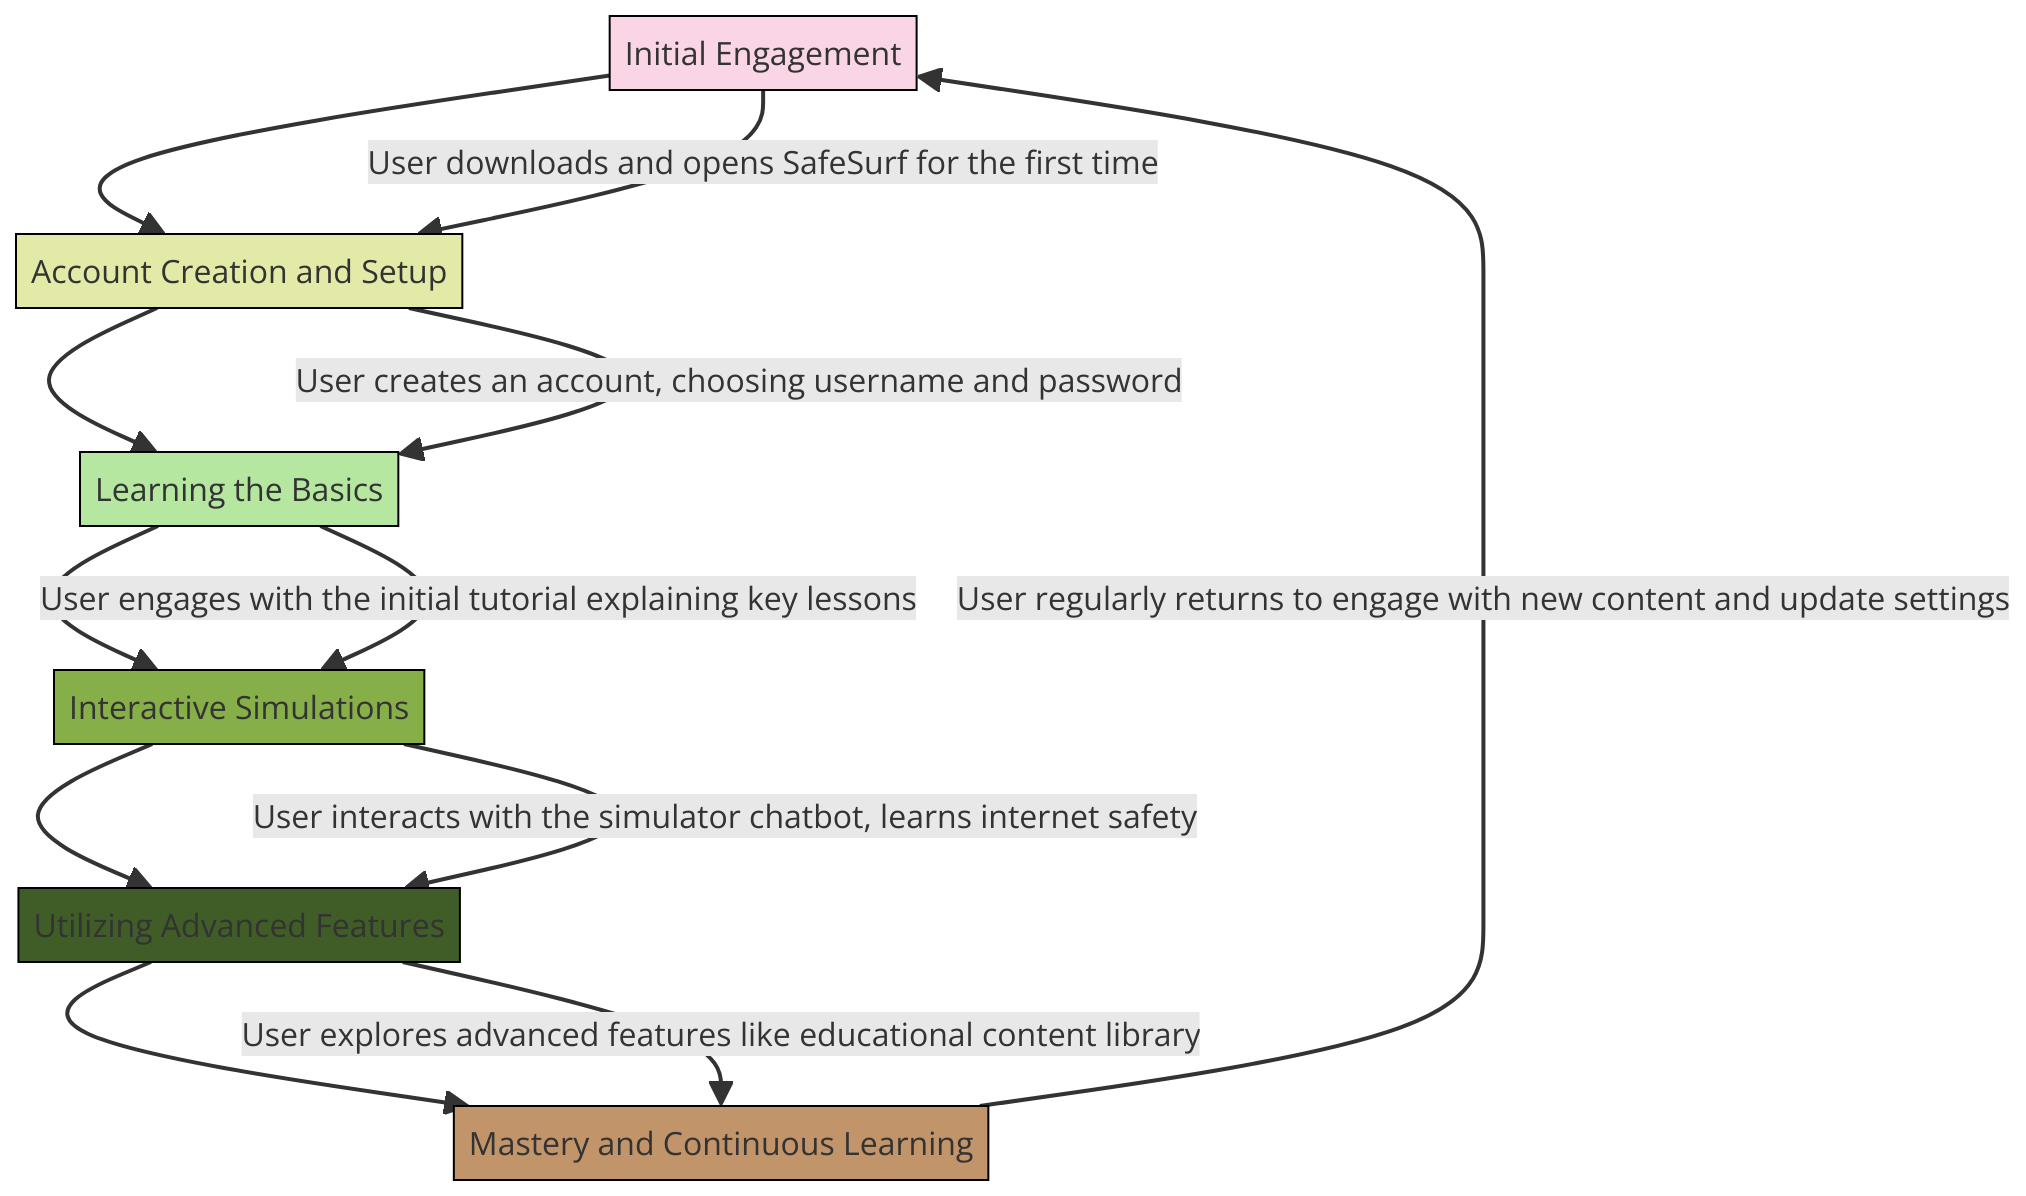 Initial Engagement
User downloads and opens SafeSurf for the first time
Account Creation and Setup
User creates an account, choosing username and password
Learning the Basics
User engages with the initial tutorial explaining key lessons
User regularly returns to engage with new content and update settings
Interactive Simulations
User interacts with the simulator chatbot, learns internet safety
Utilizing Advanced Features
User explores advanced features like educational content library
Mastery and Continuous Learning